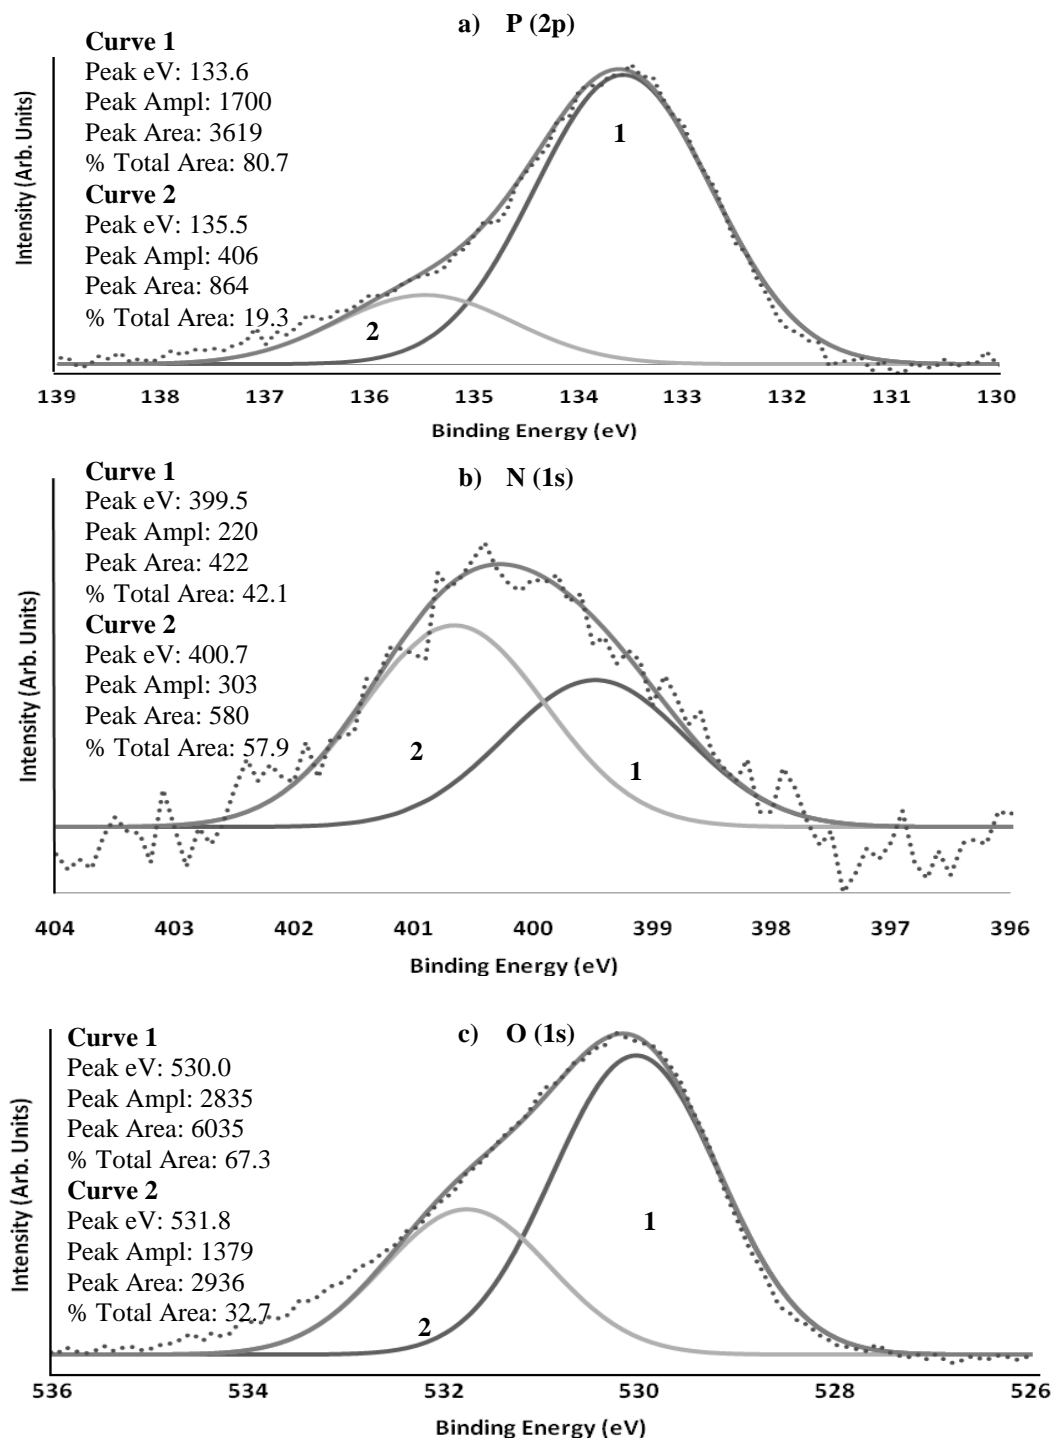 a) P (2p)
Curve 1
Peak eV: 133.6
Peak Ampl: 1700
Peak Area: 3619
% Total Area: 80.7
Curve 2
Peak eV: 135.5
Peak Ampl: 406
Peak Area: 864
% Total Area: 19.3
1
2
Intensity (Arb. Units)
139 138 137 136 135 134 133 132 131 130
Binding Energy (eV)
b) N (1s)
Curve 1
Peak eV: 399.5
Peak Ampl: 220
Peak Area: 422
% Total Area: 42.1
Curve 2
Peak eV: 400.7
Peak Ampl: 303
Peak Area: 580
% Total Area: 57.9
2
1
Intensity (Arb. Units)
404 403 402 401 400 399 398 397 396
Binding Energy (eV)
c) O (1s)
Curve 1
Peak eV: 530.0
Peak Ampl: 2835
Peak Area: 6035
% Total Area: 67.3
Curve 2
Peak eV: 531.8
Peak Ampl: 1379
Peak Area: 2936
% Total Area: 32.7
1
2
Intensity (Arb. Units)
536 534 532 530 528 526
Binding Energy (eV)